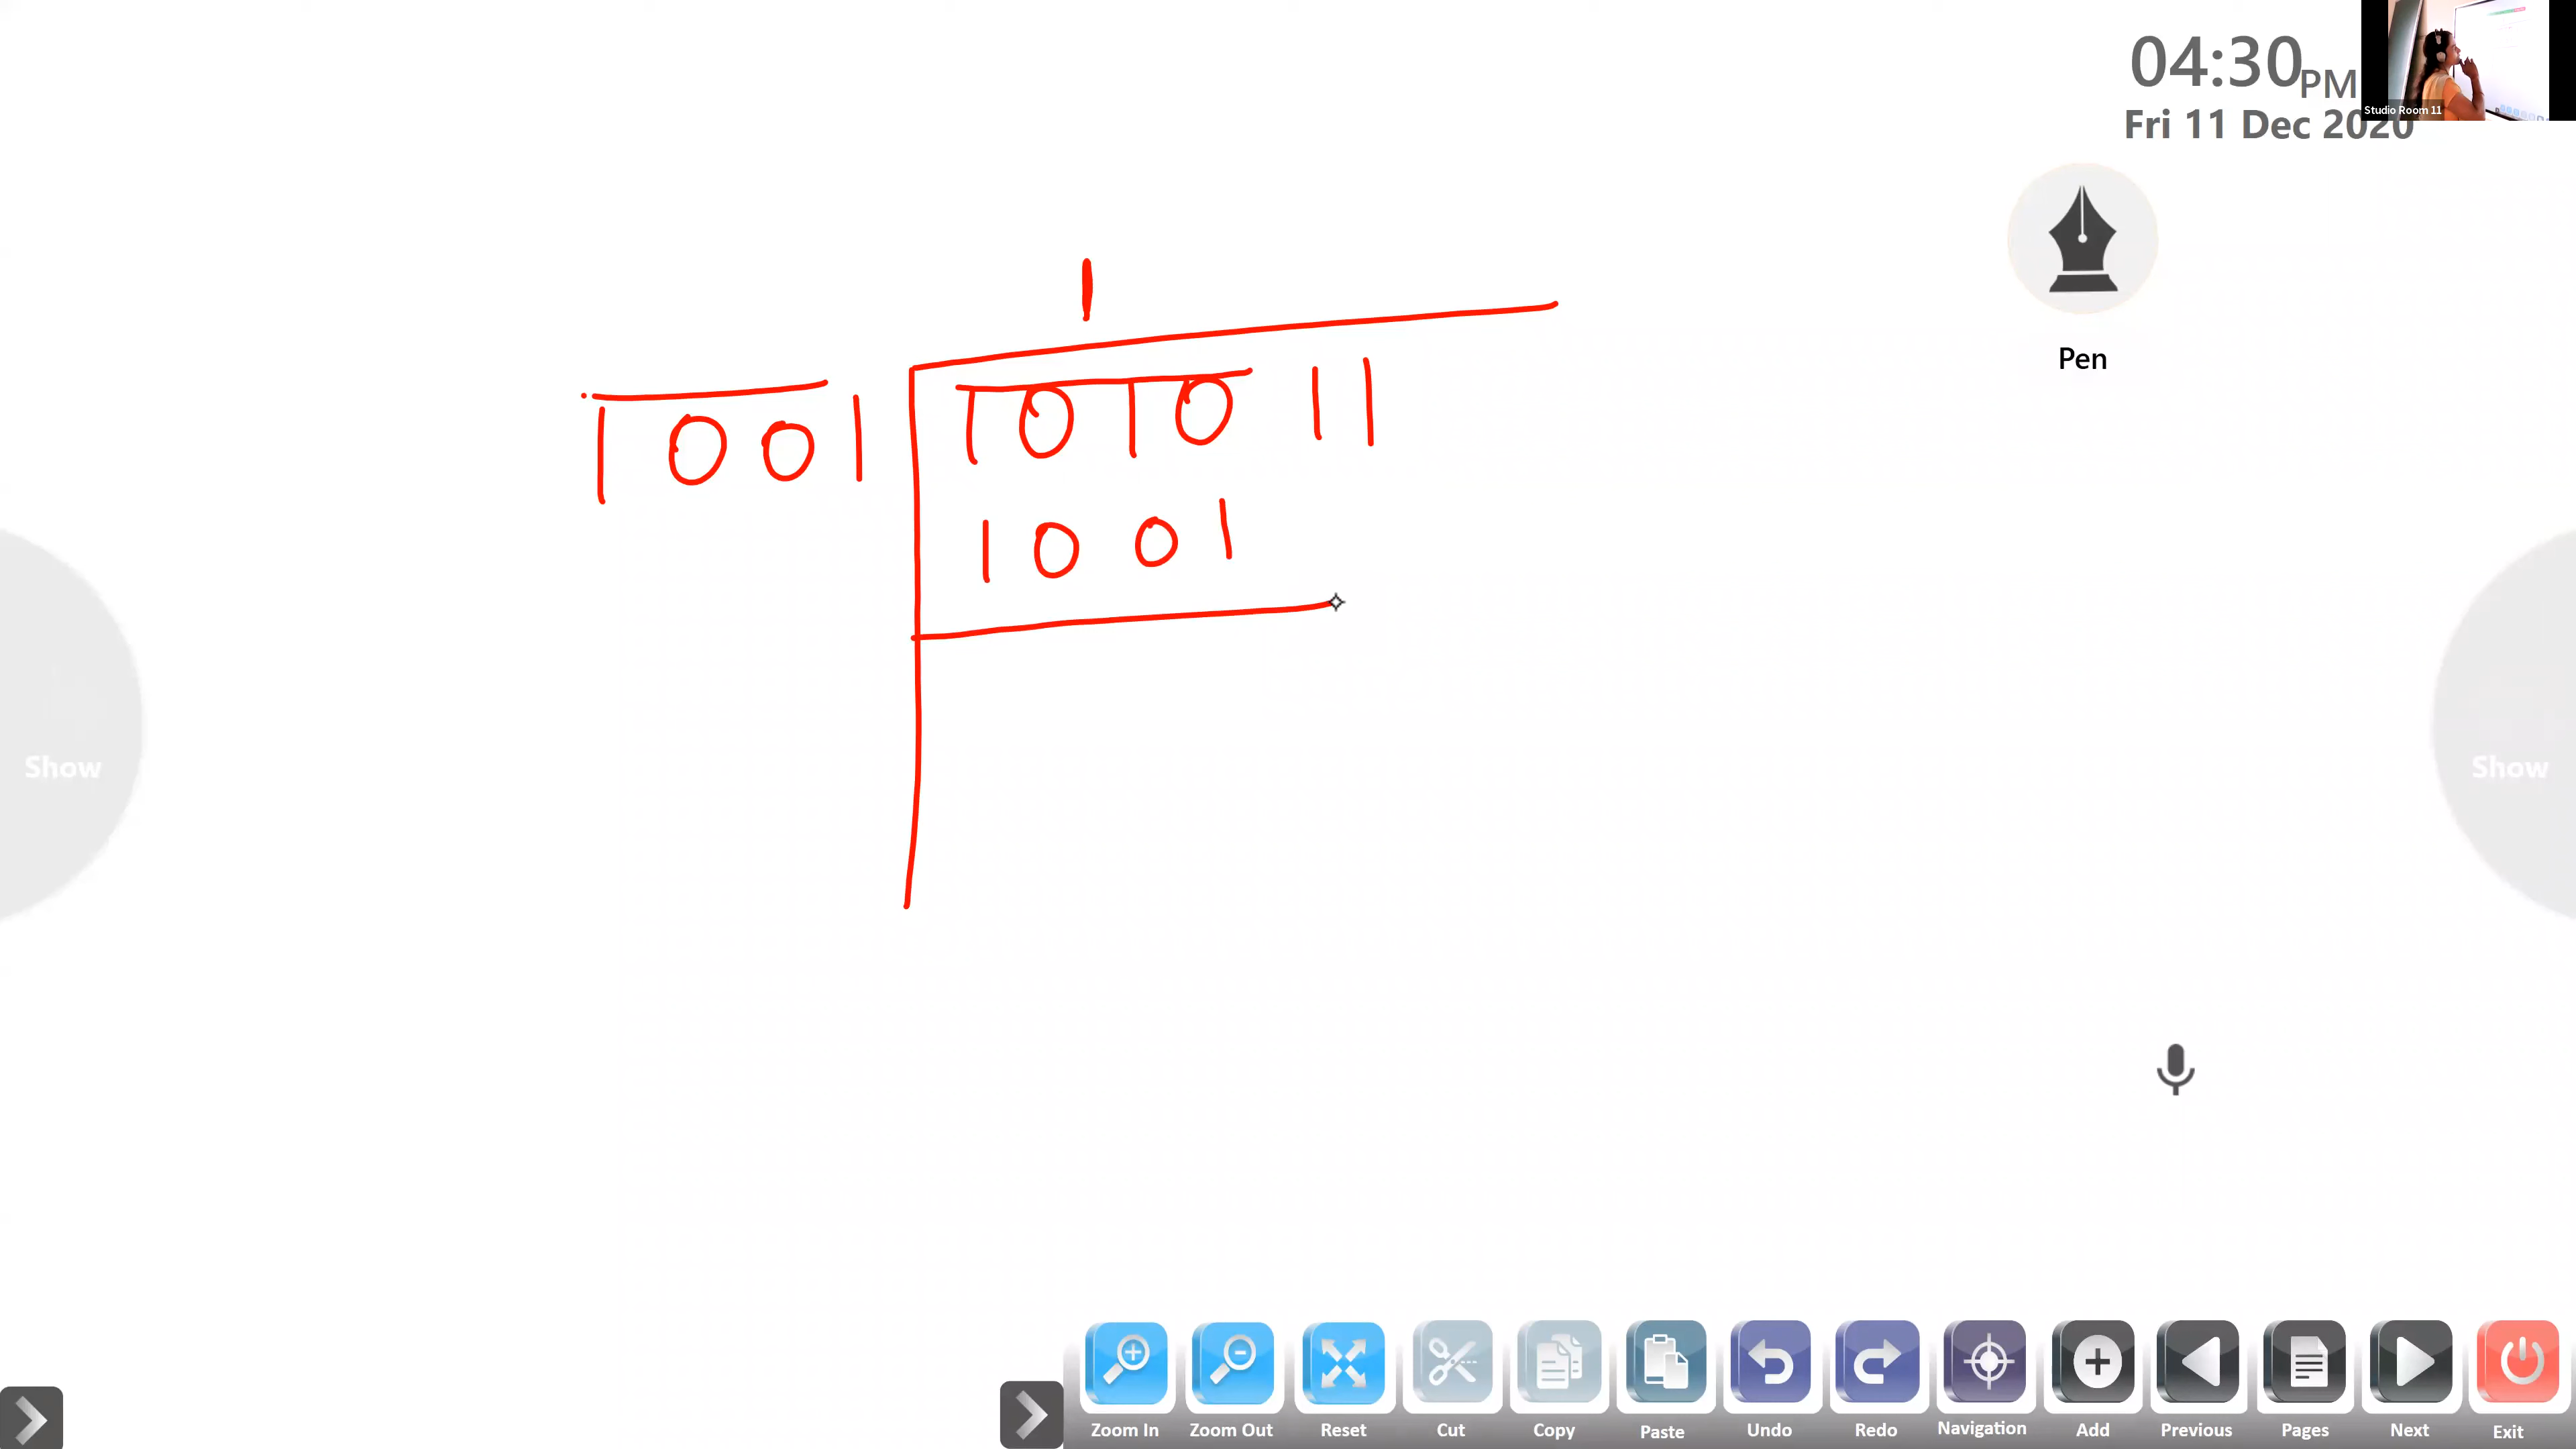 04:30PM
Studio Room 11
Fri 11 Dec 2020
Pen
1
1001 101011
1001
Show Show
Zoom In Zoom Out Reset Cut Copy Paste Undo Redo Navigation Add Previous Pages Next Exit